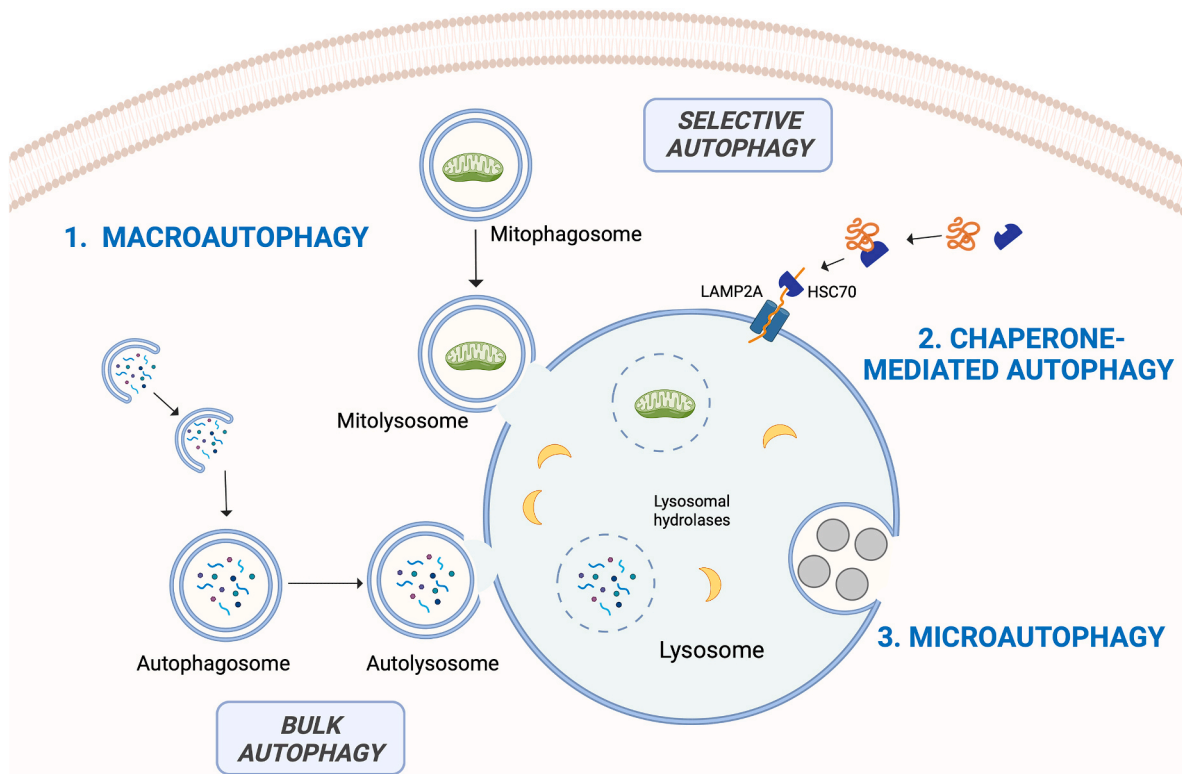 SELECTIVE
AUTOPHAGY
1. MACROAUTOPHAGY
Mitophagosome
LAMP2A
HSC70
2. CHAPERONE-
MEDIATED AUTOPHAGY
Mitolysosome
Lysosomal
hydrolases
Autophagosome
Autolysosome
Lysosome
3. MICROAUTOPHAGY
BULK
AUTOPHAGY